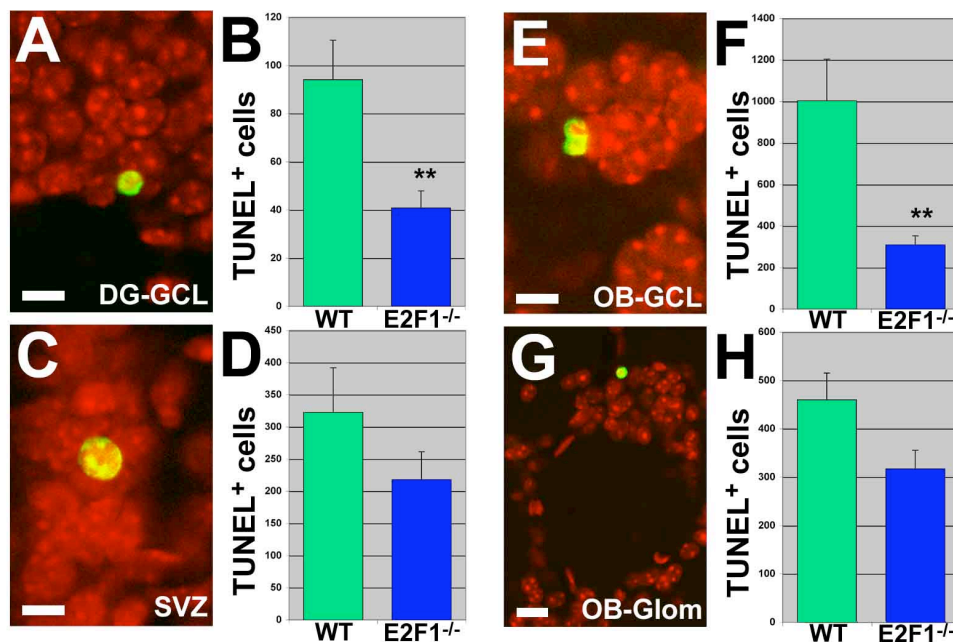 A
DG-GCL
B
TUNEL+ cells
120
100
80
60
40
20
0
**
WT E2F1-/-
C
SVZ
D
TUNEL+ cells
450
400
350
300
250
200
150
100
50
0
WT E2F1-/-
E
OB-GCL
F
TUNEL+ cells
1400
1200
1000
800
600
400
200
0
**
WT E2F1-/-
G
OB-Glom
H
TUNEL+ cells
600
500
400
300
200
100
0
WT E2F1-/-